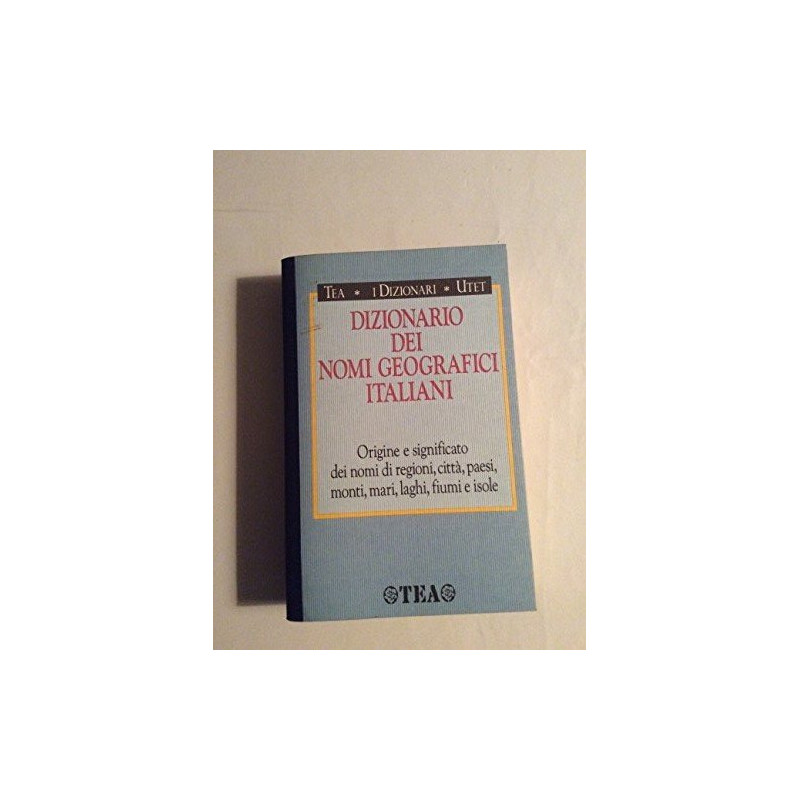 TEA * I DIZIONARI * UTET
DIZIONARIO
DEI
NOMI GEOGRAFICI
ITALIANI
Origine e significato
dei nomi di regioni, città, paesi,
monti, mari, laghi, fiumi e isole
TEA